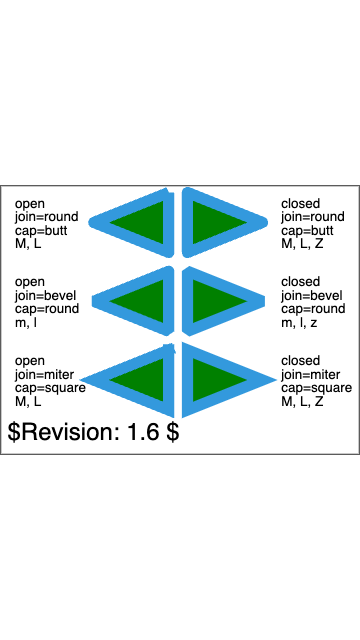 open
join=round
cap=butt
M, L
closed
join=round
cap=butt
M, L, Z
open
join=bevel
cap=round
m, l
closed
join=bevel
cap=round
m, l, z
open
join=miter
cap=square
M, L
closed
join=miter
cap=square
M, L, Z
$Revision: 1.6 $